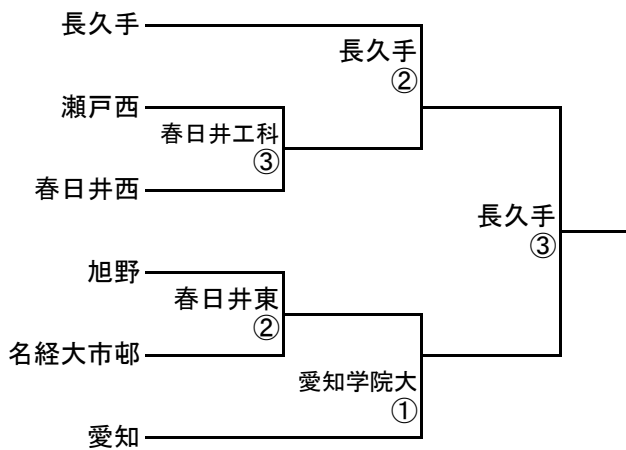 長久手
長久手
②
瀬戸西
春日井工科
③
春日井西
長久手
③
旭野
春日井東
②
名経大市邨
愛知学院大
①
愛知